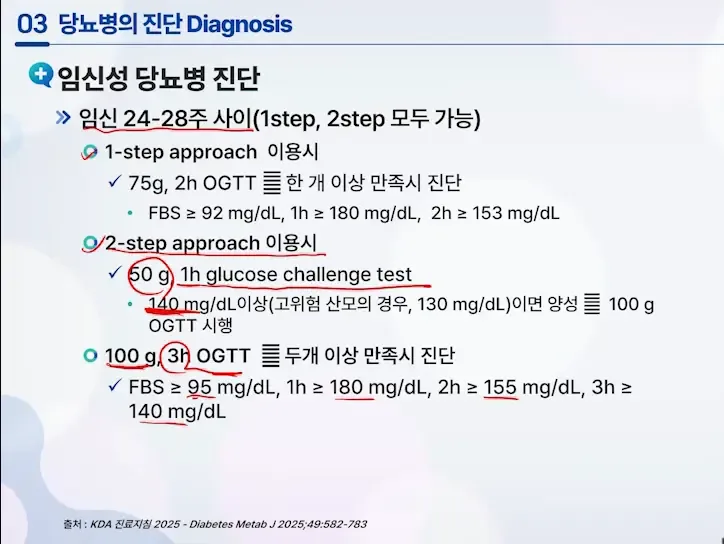 03 당뇨병의 진단 Diagnosis
임신성 당뇨병 진단
임신 24-28주 사이(1step, 2step 모두 가능)
1-step approach 이용시
75g, 2h OGTT 한 개 이상 만족시 진단
FBS ≥ 92 mg/dL, 1h ≥ 180 mg/dL, 2h ≥ 153 mg/dL
2-step approach 이용시
50 g, 1h glucose challenge test
140 mg/dL이상(고위험 산모의 경우, 130 mg/dL)이면 양성 100 g
OGTT 시행
100 g, 3h OGTT 두개 이상 만족시 진단
FBS ≥ 95 mg/dL, 1h ≥ 180 mg/dL, 2h ≥ 155 mg/dL, 3h ≥
140 mg/dL
출처 : KDA 진료지침 2025 - Diabetes Metab J 2025;49:582-783